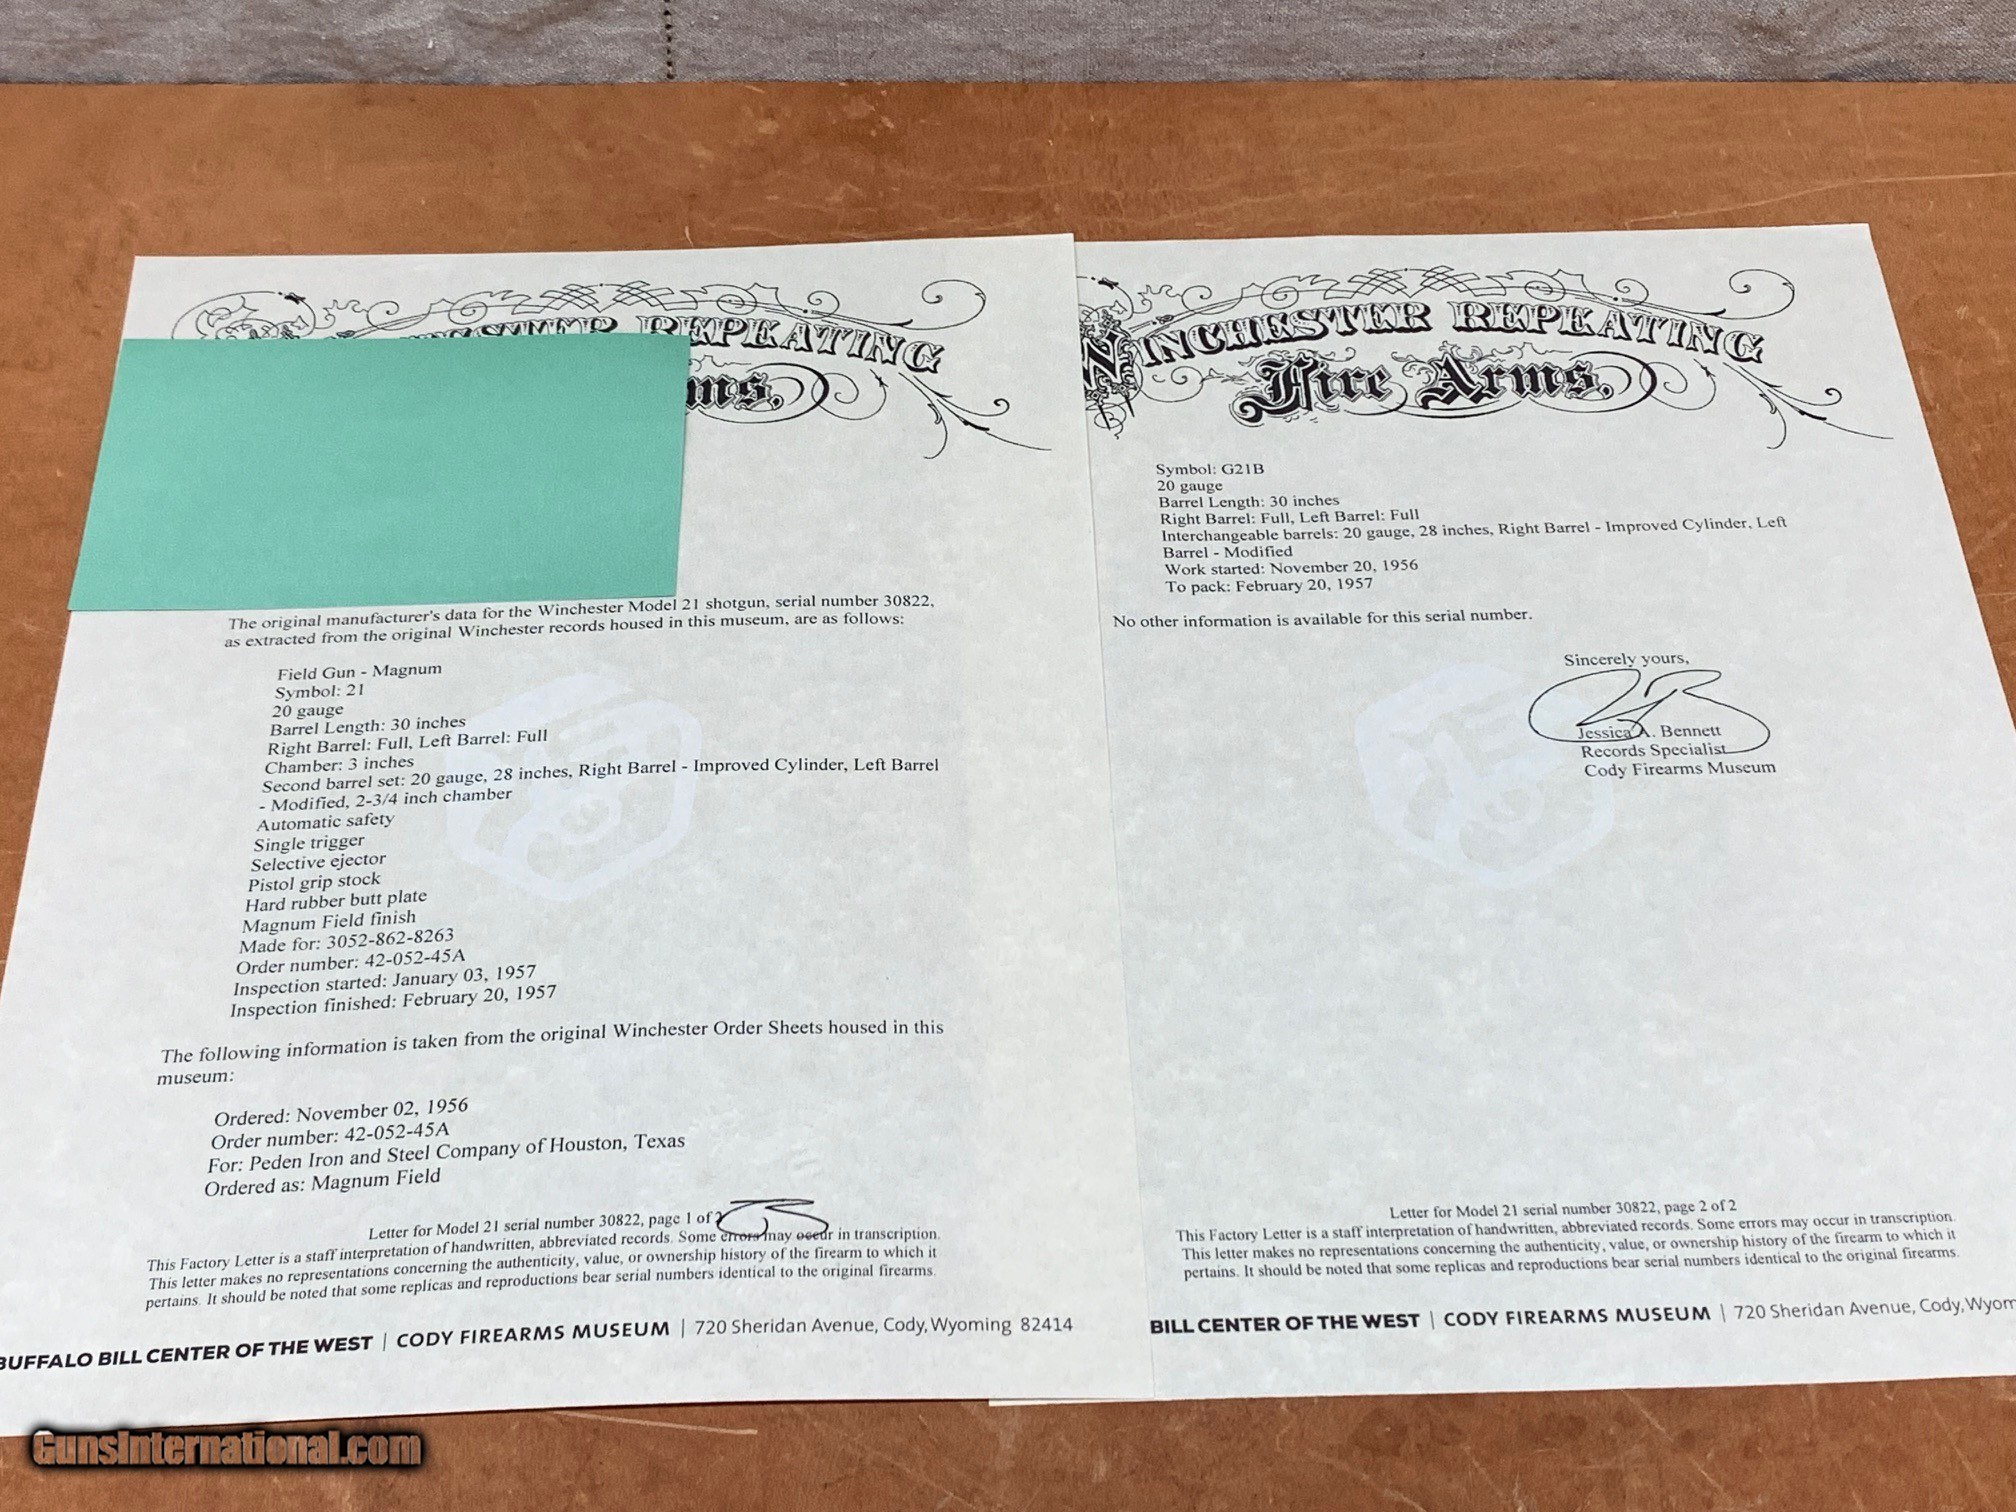 REPEATING
ms.
The original manufacturer's data for the Winchester Model 21 shotgun, serial number 30822,
as extracted from the original Winchester records housed in this museum, are as follows:
Field Gun - Magnum
Symbol: 21
20 gauge
Barrel Length: 30 inches
Right Barrel: Full, Left Barrel: Full
Chamber: 3 inches
Second barrel set: 20 gauge, 28 inches, Right Barrel - Improved Cylinder, Left Barrel
- Modified, 2-3/4 inch chamber
Automatic safety
Single trigger
Selective ejector
Pistol grip stock
Hard rubber butt plate
Magnum Field finish
Made for: 3052-862-8263
Order number: 42-052-45A
Inspection started: January 03, 1957
Inspection finished: February 20, 1957
The following information is taken from the original Winchester Order Sheets housed in this
museum:
Ordered: November 02, 1956
Order number: 42-052-45A
For: Peden Iron and Steel Company of Houston, Texas
Ordered as: Magnum Field
Letter for Model 21 serial number 30822, page 1 of 2
This Factory Letter is a staff interpretation of handwritten, abbreviated records. Some errors may occur in transcription.
This letter makes no representations concerning the authenticity, value, or ownership history of the firearm to which it
pertains. It should be noted that some replicas and reproductions bear serial numbers identical to the original firearms.
BUFFALO BILL CENTER OF THE WEST | CODY FIREARMS MUSEUM | 720 Sheridan Avenue, Cody, Wyoming 82414
WINCHESTER REPEATING
Fire Arms,
Symbol: G21B
20 gauge
Barrel Length: 30 inches
Right Barrel: Full, Left Barrel: Full
Interchangeable barrels: 20 gauge, 28 inches, Right Barrel - Improved Cylinder, Left
Barrel - Modified
Work started: November 20, 1956
To pack: February 20, 1957
No other information is available for this serial number.
Sincerely yours,
Jessica A. Bennett
Records Specialist
Cody Firearms Museum
Letter for Model 21 serial number 30822, page 2 of 2
This Factory Letter is a staff interpretation of handwritten, abbreviated records. Some errors may occur in transcription.
This letter makes no representations concerning the authenticity, value, or ownership history of the firearm to which it
pertains. It should be noted that some replicas and reproductions bear serial numbers identical to the original firearms.
BILL CENTER OF THE WEST | CODY FIREARMS MUSEUM | 720 Sheridan Avenue, Cody, Wyom
GunsInternational.com